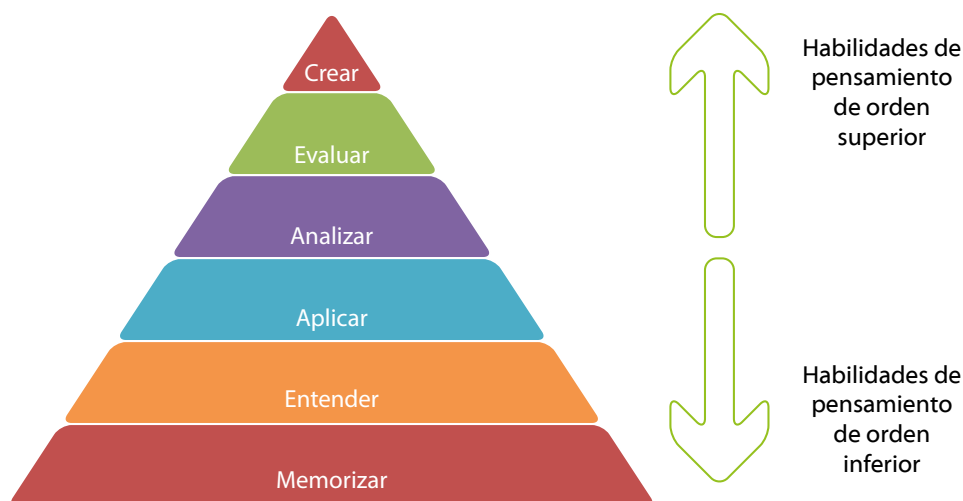 Crear
Evaluar
Analizar
Aplicar
Entender
Memorizar
Habilidades de
pensamiento
de orden
superior
Habilidades de
pensamiento
de orden
inferior